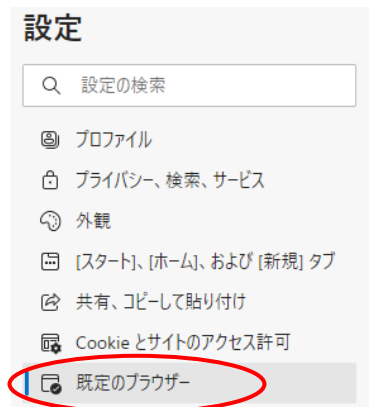 設定
設定の検索
プロファイル
プライバシー、検索、サービス
外観
[スタート]、[ホーム]、および [新規] タブ
共有、コピーして貼り付け
Cookie とサイトのアクセス許可
既定のブラウザー